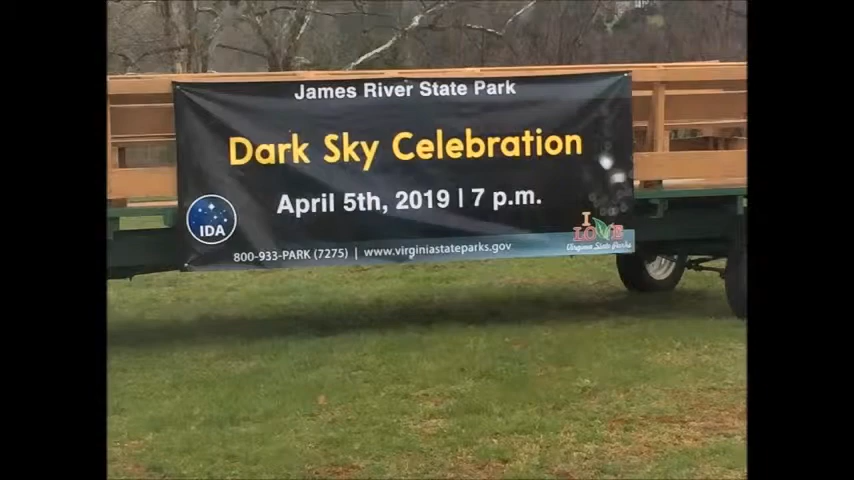 James River State Park
Dark Sky Celebration
April 5th, 2019 | 7 p.m.
IDA
I
LOVE
Virginia State Parks
800-933-PARK (7275) | www.virginiastateparks.gov